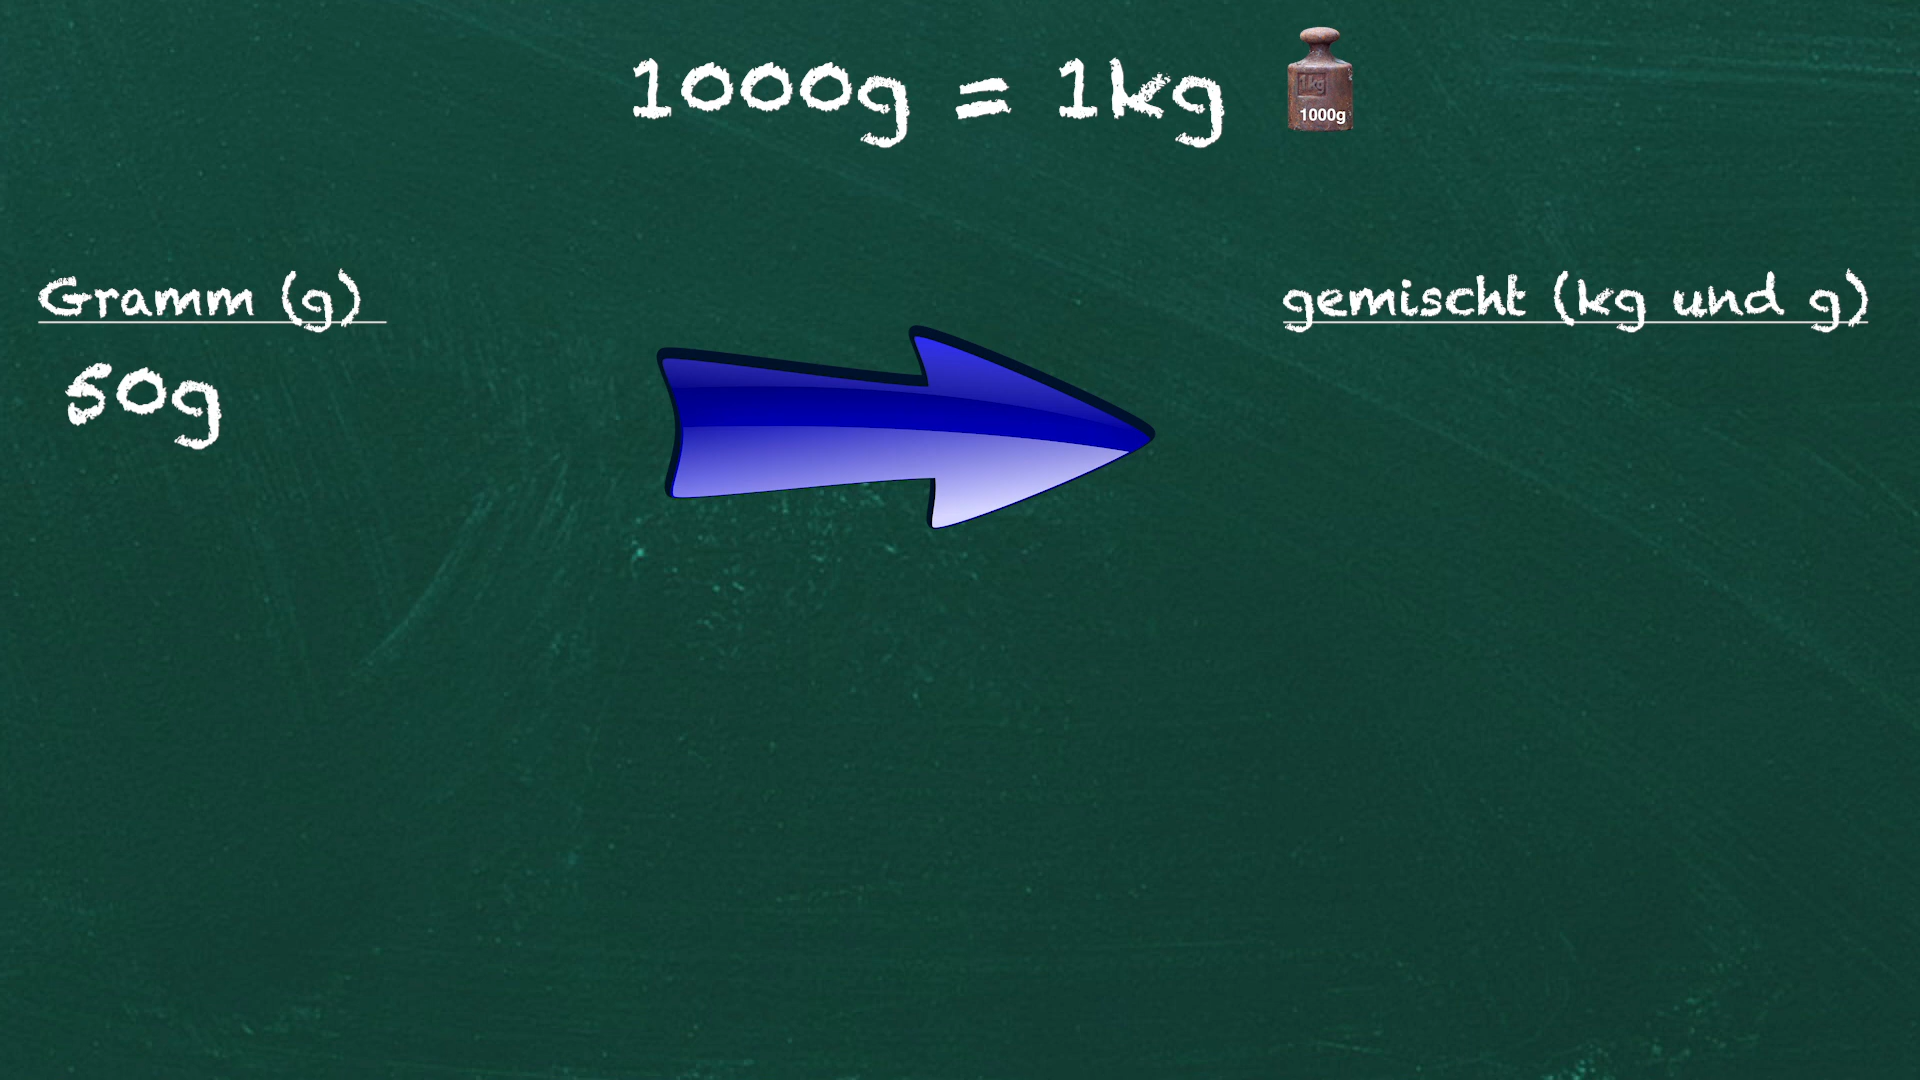 1000g = 1kg
1kg
1000g
Gramm (g)
gemischt (kg und g)
50g